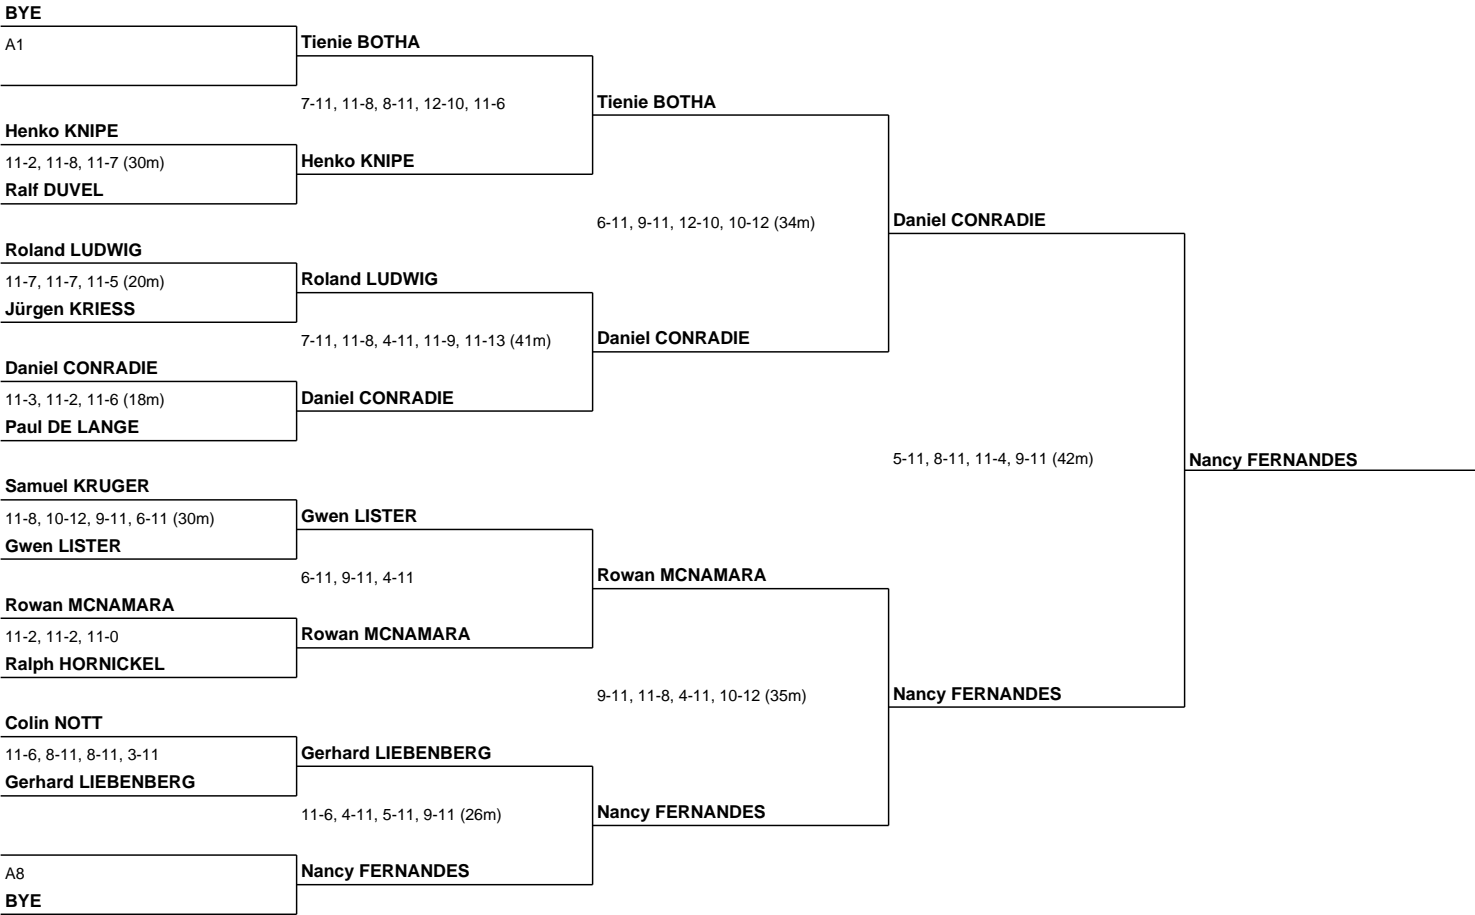 BYE
A1
Tienie BOTHA
7-11, 11-8, 8-11, 12-10, 11-6
Tienie BOTHA
Henko KNIPE
11-2, 11-8, 11-7 (30m)
Henko KNIPE
Ralf DUVEL
6-11, 9-11, 12-10, 10-12 (34m)
Daniel CONRADIE
Roland LUDWIG
11-7, 11-7, 11-5 (20m)
Roland LUDWIG
Jürgen KRIESS
7-11, 11-8, 4-11, 11-9, 11-13 (41m)
Daniel CONRADIE
Daniel CONRADIE
11-3, 11-2, 11-6 (18m)
Daniel CONRADIE
Paul DE LANGE
5-11, 8-11, 11-4, 9-11 (42m)
Nancy FERNANDES
Samuel KRUGER
11-8, 10-12, 9-11, 6-11 (30m)
Gwen LISTER
Gwen LISTER
6-11, 9-11, 4-11
Rowan MCNAMARA
Rowan MCNAMARA
11-2, 11-2, 11-0
Rowan MCNAMARA
Ralph HORNICKEL
9-11, 11-8, 4-11, 10-12 (35m)
Nancy FERNANDES
Colin NOTT
11-6, 8-11, 8-11, 3-11
Gerhard LIEBENBERG
Gerhard LIEBENBERG
11-6, 4-11, 5-11, 9-11 (26m)
Nancy FERNANDES
A8
Nancy FERNANDES
BYE